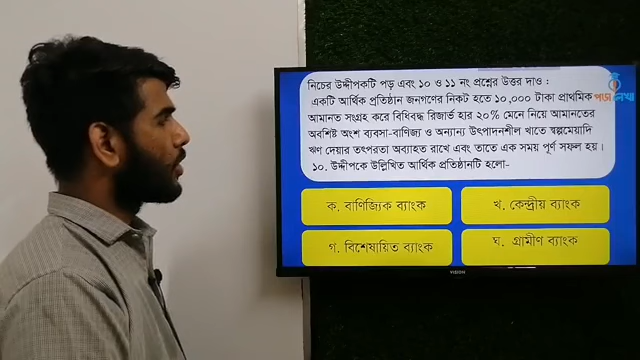 নিচের উদ্দীপকটি পড় এবং ১০ ও ১১ নং প্রশ্নের উত্তর দাও :
একটি আর্থিক প্রতিষ্ঠান জনগণের নিকট হতে ১০,০০০ টাকা প্রাথমিক
আমানত সংগ্রহ করে বিধিবদ্ধ রিজার্ভ হার ২০% মেনে নিয়ে আমানতের
অবশিষ্ট অংশ ব্যবসা-বাণিজ্য ও অন্যান্য উৎপাদনশীল খাতে স্বল্পমেয়াদি
ঋণ দেয়ার তৎপরতা অব্যাহত রাখে এবং তাতে এক সময় পূর্ণ সফল হয়।
১০. উদ্দীপকে উল্লিখিত আর্থিক প্রতিষ্ঠানটি হলো-
ক. বাণিজ্যিক ব্যাংক
খ. কেন্দ্রীয় ব্যাংক
গ. বিশেষায়িত ব্যাংক
ঘ. গ্রামীণ ব্যাংক
পড়া লেখা
VISION